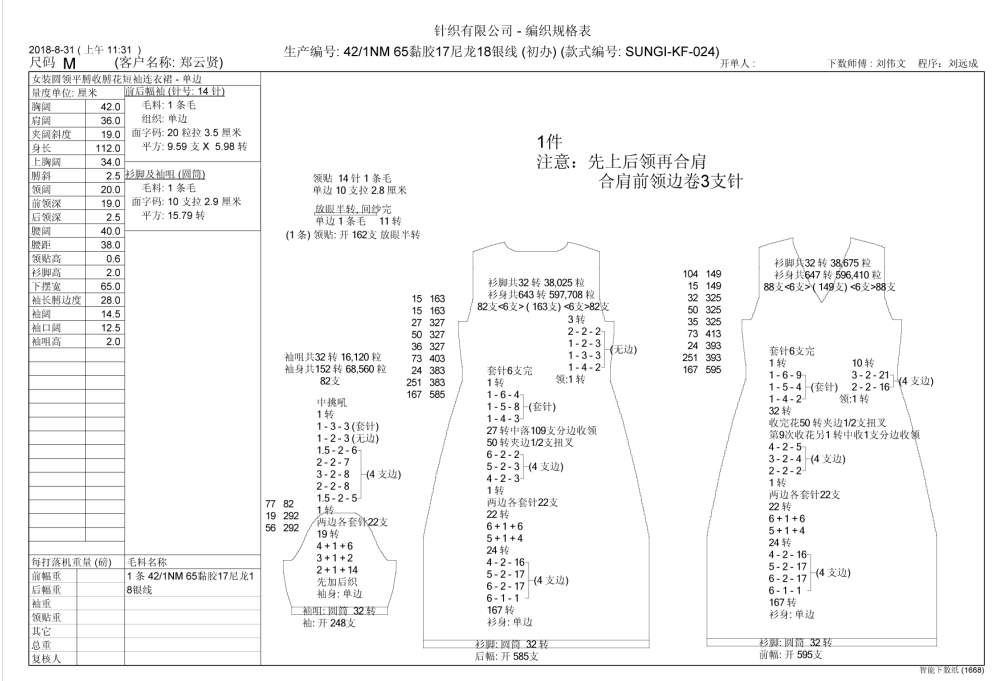 针织有限公司 - 编织规格表
2018-8-31 ( 上午 11:31 )
生产编号: 42/1NM 65黏胶17尼龙18银线 (初办) (款式编号: SUNGI-KF-024)
尺码 M (客户名称: 郑云贤)
开单人: 下数师傅: 刘伟文 程序: 刘远成
女装圆领平膊收膊花短袖连衣裙 - 单边
量度单位: 厘米
胸阔 42.0
肩阔 36.0
夹阔斜度 19.0
身长 112.0
上胸阔 34.0
膊斜 2.5
领阔 20.0
前领深 19.0
后领深 2.5
腰阔 40.0
腰距 38.0
领贴高 0.6
衫脚高 2.0
下摆宽 65.0
袖长膊边度 28.0
袖阔 14.5
袖口阔 12.5
袖咀高 2.0
前后幅袖 (针号: 14 针)
毛料: 1 条毛
组织: 单边
面字码: 20 粒拉 3.5 厘米
平方: 9.59 支 X 5.98 转
衫脚及袖咀 (圆筒)
毛料: 1 条毛
面字码: 10 支拉 2.9 厘米
平方: 15.79 转
每打落机重量 (磅)
前幅重
后幅重
袖重
领贴重
其它
总重
复核人
毛料名称
1 条 42/1NM 65黏胶17尼龙1
8银线
1件
注意: 先上后领再合肩
合肩前领边卷3支针
领贴 14 针 1 条毛
单边 10 支拉 2.8 厘米
放眼半转, 间纱完
单边 1 条毛 11 转
(1 条) 领贴: 开 162支 放眼半转
袖咀共32 转 16,120 粒
袖身共152 转 68,560 粒
82支
中挑吼
1 转
1 - 3 - 3 (套针)
1 - 2 - 3 (无边)
1.5 - 2 - 6
2 - 2 - 7
3 - 2 - 8 (4 支边)
2 - 2 - 8
1.5 - 2 - 5
1 转
两边各套针22支
19 转
4 + 1 + 6
3 + 1 + 2
2 + 1 + 14
先加后织
袖身: 单边
77 82
19 292
56 292
袖咀: 圆筒 32 转
袖: 开 248支
15 163
15 163
27 327
50 327
36 327
73 403
24 383
251 383
167 585
衫脚共32 转 38,025 粒
衫身共643 转 597,708 粒
82支<6支> ( 163支) <6支>82支
3 转
2 - 2 - 2
1 - 2 - 3
1 - 3 - 3 (无边)
1 - 4 - 2
领:1 转
套针6支完
1 转
1 - 6 - 4
1 - 5 - 8 (套针)
1 - 4 - 3
27 转中落109支分边收领
50 转夹边1/2支扭叉
6 - 2 - 2
5 - 2 - 3 (4 支边)
4 - 2 - 3
1 转
两边各套针22支
22 转
6 + 1 + 6
5 + 1 + 4
24 转
4 - 2 - 16
5 - 2 - 17
6 - 2 - 17 (4 支边)
6 - 1 - 1
167 转
衫身: 单边
衫脚: 圆筒 32 转
后幅: 开 585支
104 149
15 149
32 325
50 325
35 325
73 413
24 393
251 393
167 595
衫脚共32 转 38,675 粒
衫身共647 转 596,410 粒
88支<6支> ( 149支) <6支>88支
套针6支完
1 转
1 - 6 - 9
1 - 5 - 4 (套针)
1 - 4 - 2
10 转
3 - 2 - 21
2 - 2 - 16 (4 支边)
领:1 转
32 转
收完花50 转夹边1/2支扭叉
第9次收花另1 转中收1支分边收领
4 - 2 - 5
3 - 2 - 4 (4 支边)
2 - 2 - 2
1 转
两边各套针22支
22 转
6 + 1 + 6
5 + 1 + 4
24 转
4 - 2 - 16
5 - 2 - 17
6 - 2 - 17 (4 支边)
6 - 1 - 1
167 转
衫身: 单边
衫脚: 圆筒 32 转
前幅: 开 595支
智能下数纸 (1668)